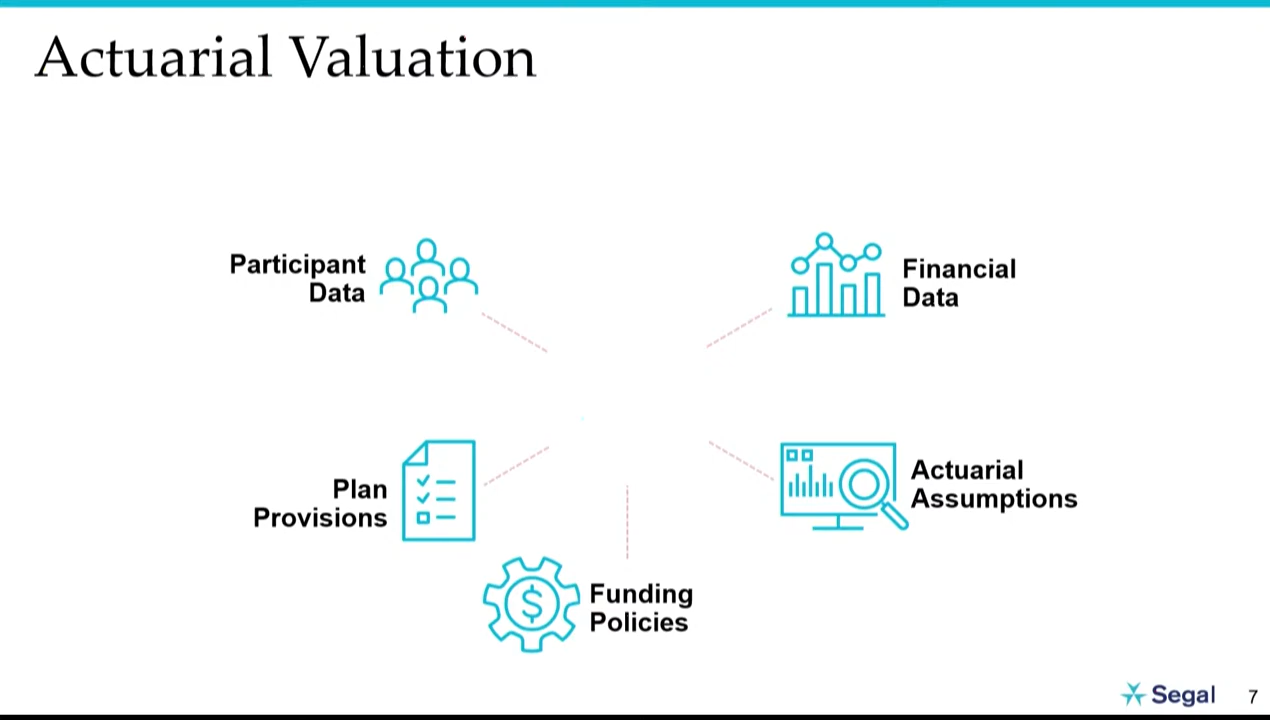 Actuarial Valuation
Participant
Data
Financial
Data
Plan
Provisions
Actuarial
Assumptions
$
Funding
Policies
Segal
7